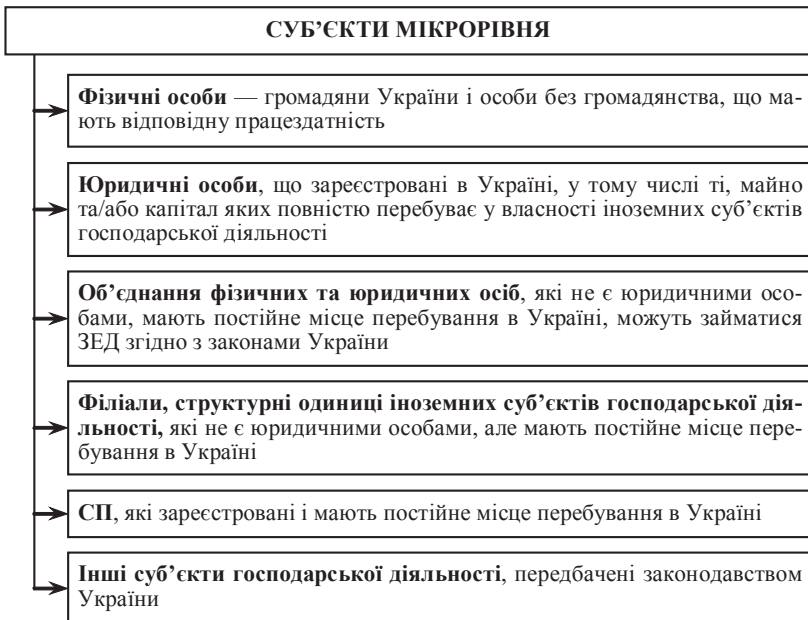 СУБ’ЄКТИ МІКРОРІВНЯ
Фізичні особи — громадяни України і особи без громадянства, що ма-
ють відповідну працездатність
Юридичні особи, що зареєстровані в Україні, у тому числі ті, майно
та/або капітал яких повністю перебуває у власності іноземних суб’єктів
господарської діяльності
Об’єднання фізичних та юридичних осіб, які не є юридичними осо-
бами, мають постійне місце перебування в Україні, можуть займатися
ЗЕД згідно з законами України
Філіали, структурні одиниці іноземних суб’єктів господарської дія-
льності, які не є юридичними особами, але мають постійне місце пере-
бування в Україні
СП, які зареєстровані і мають постійне місце перебування в Україні
Інші суб’єкти господарської діяльності, передбачені законодавством
України